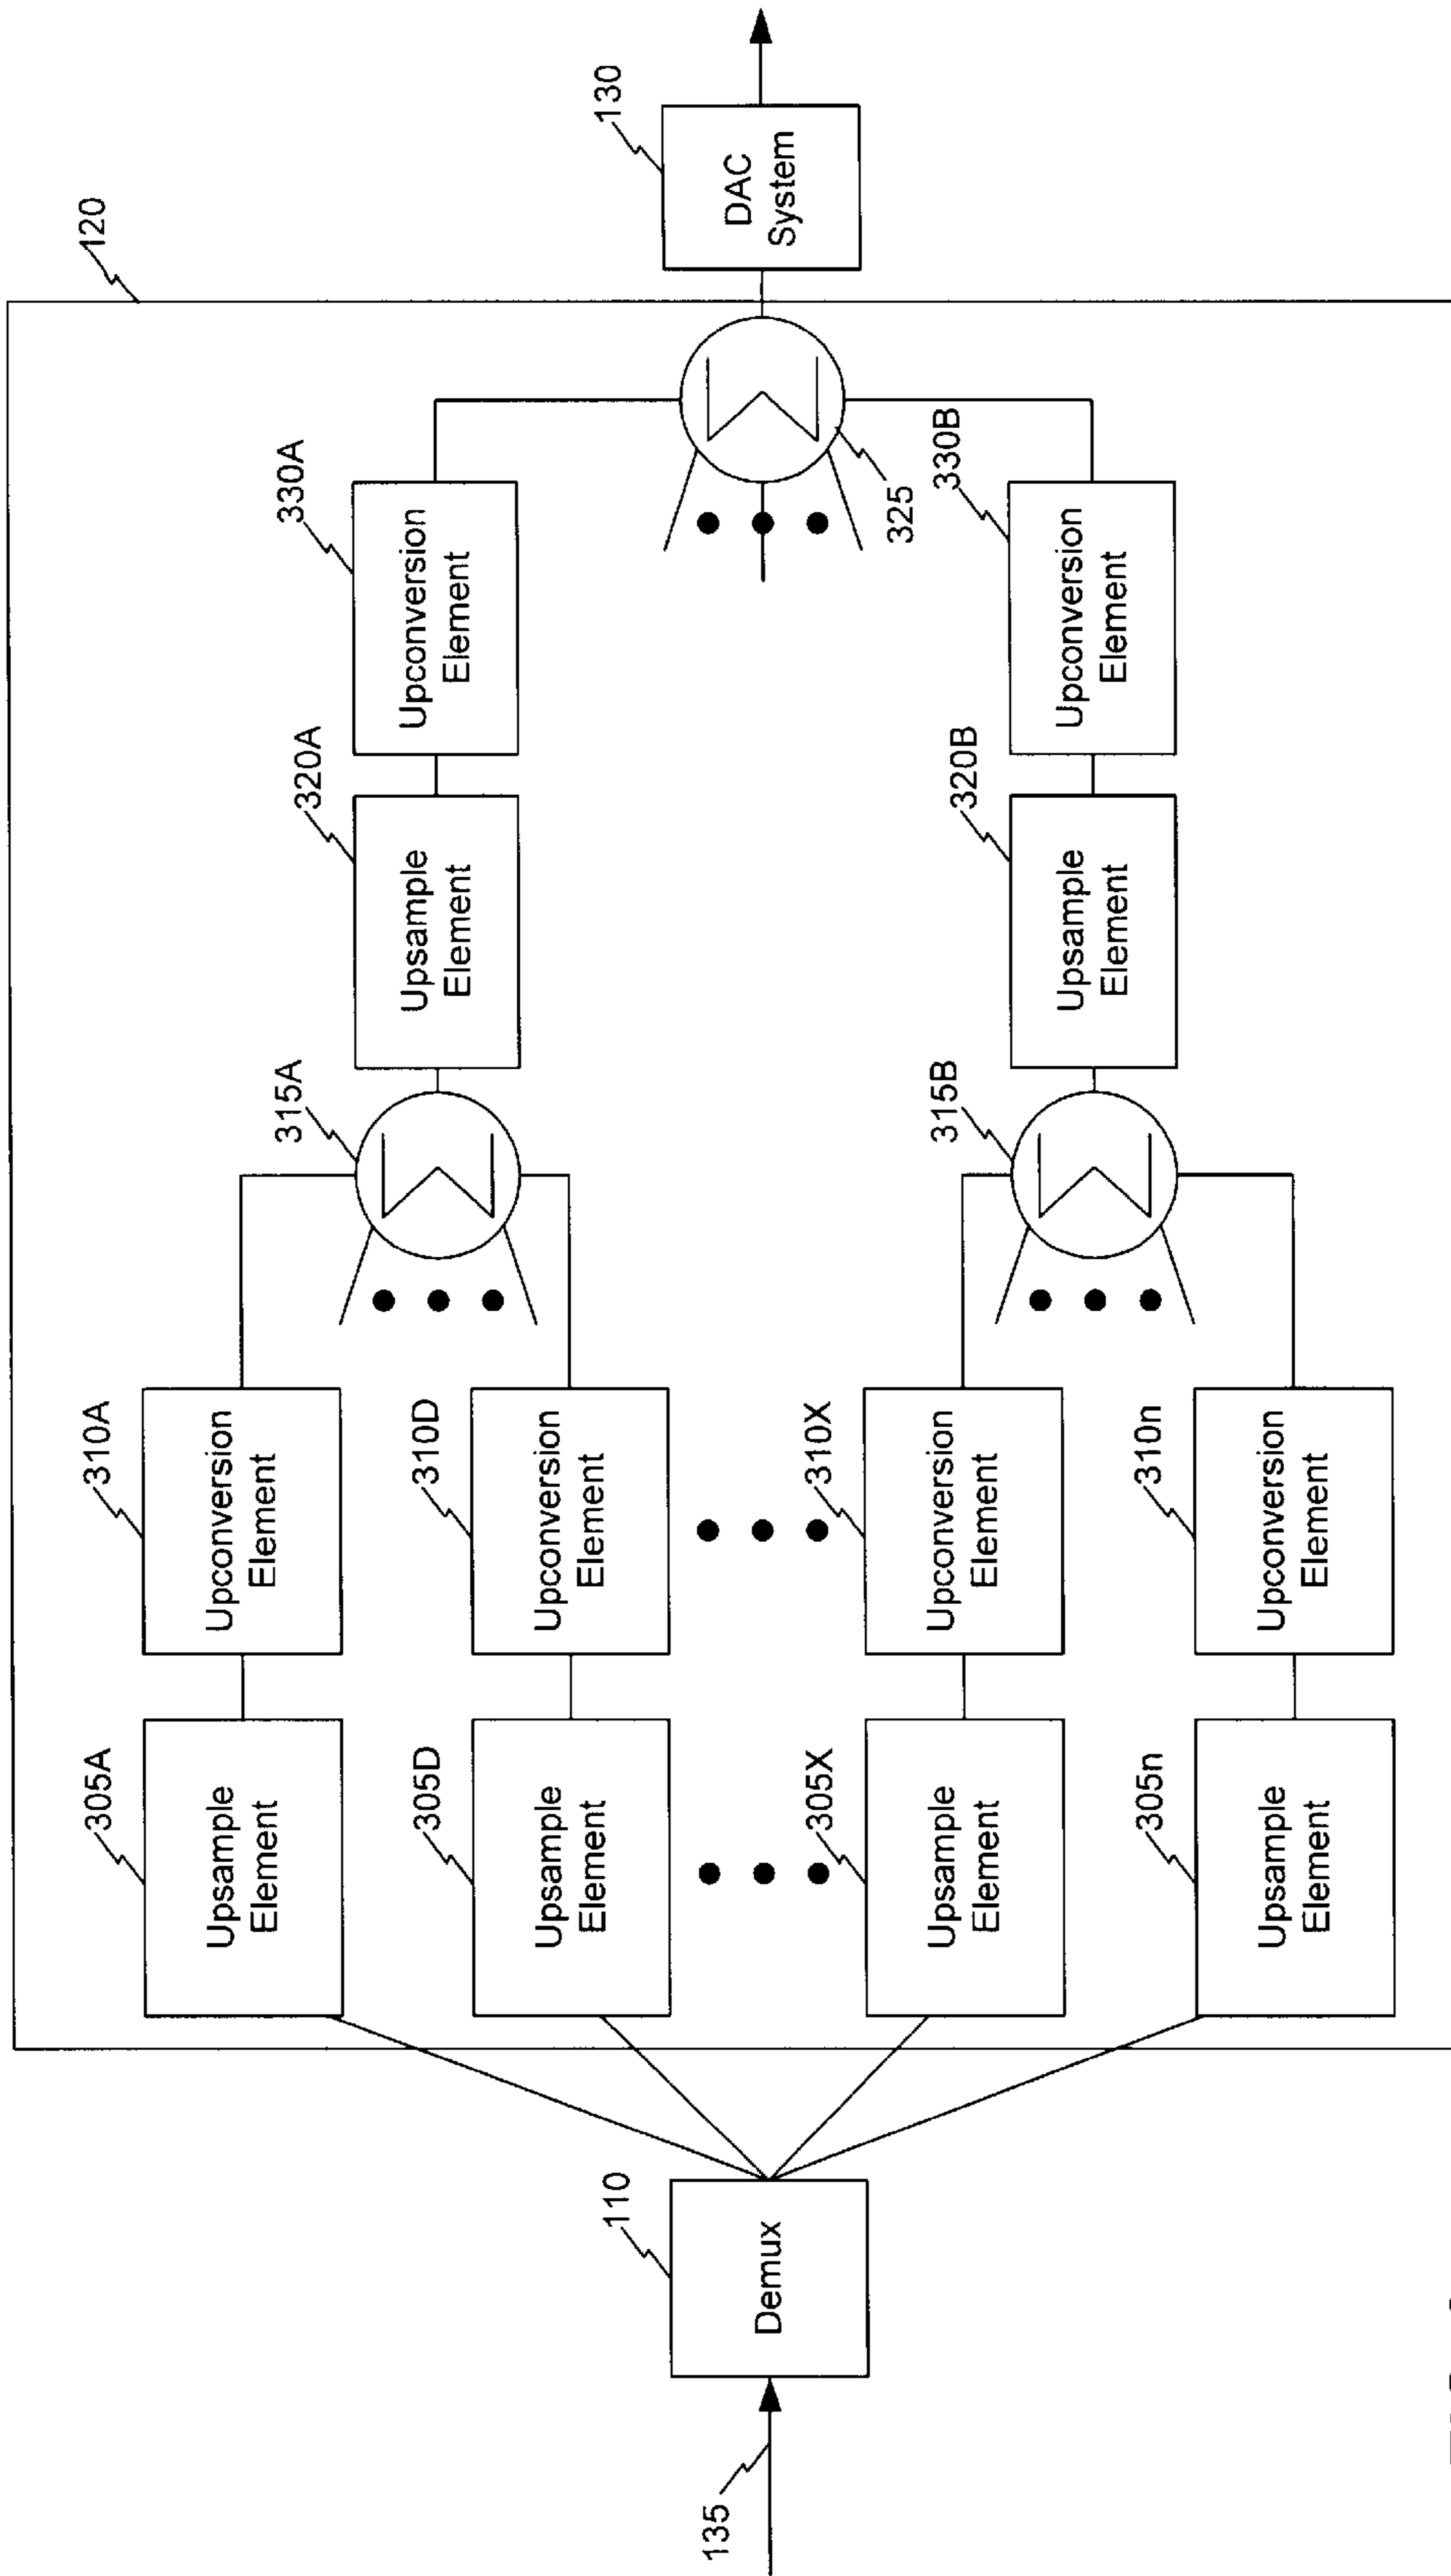 120
305A
Upsample
Element
310A
Upconversion
Element
315A
Σ
320A
Upsample
Element
330A
Upconversion
Element
305D
Upsample
Element
310D
Upconversion
Element
135
110
Demux
Σ
325
130
DAC
System
305X
Upsample
Element
310X
Upconversion
Element
315B
Σ
320B
Upsample
Element
330B
Upconversion
Element
305n
Upsample
Element
310n
Upconversion
Element